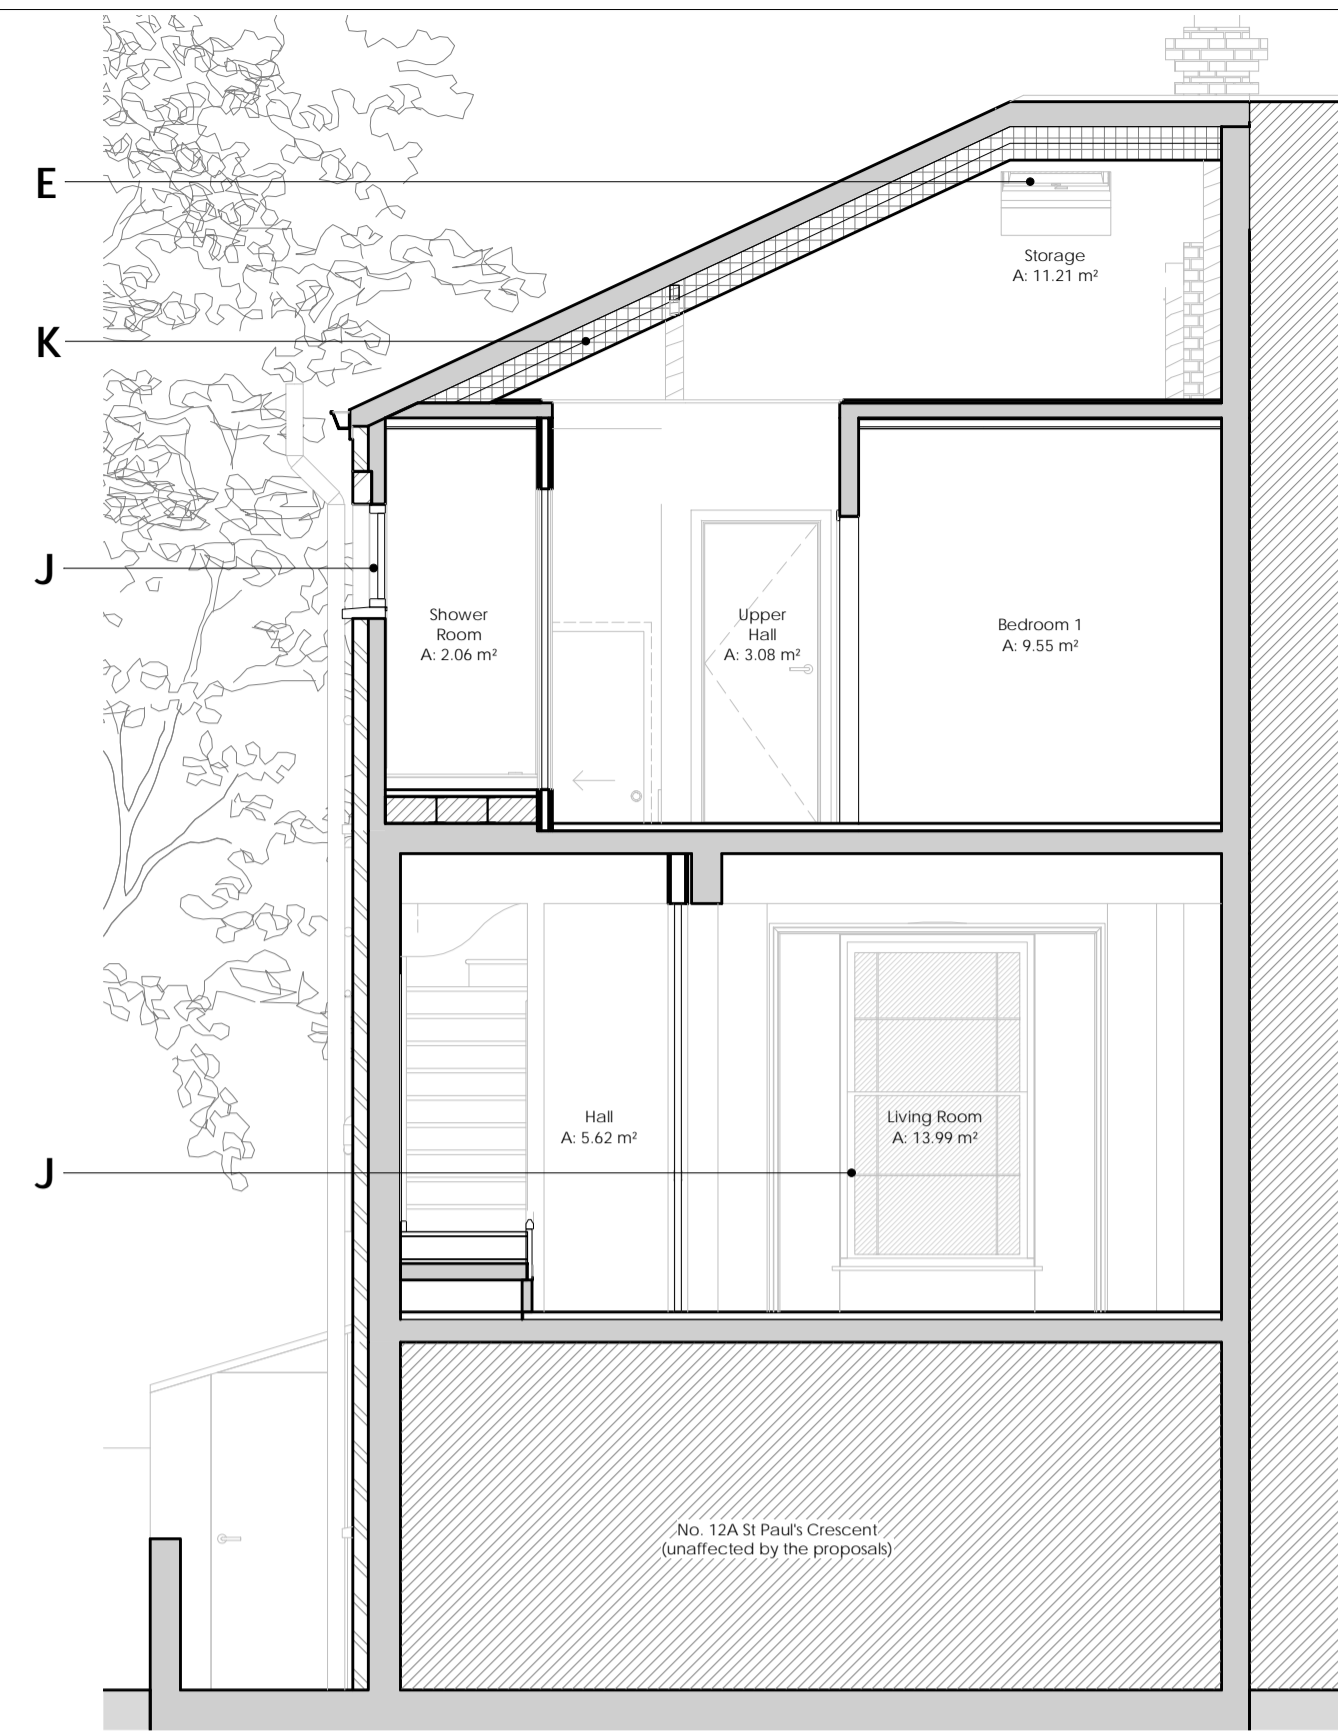 E
Storage
A: 11.21 m²
K
J
Shower
Room
A: 2.06 m²
Upper
Hall
A: 3.08 m²
Bedroom 1
A: 9.55 m²
Hall
A: 5.62 m²
Living Room
A: 13.99 m²
J
No. 12A St Paul's Crescent
(unaffected by the proposals)